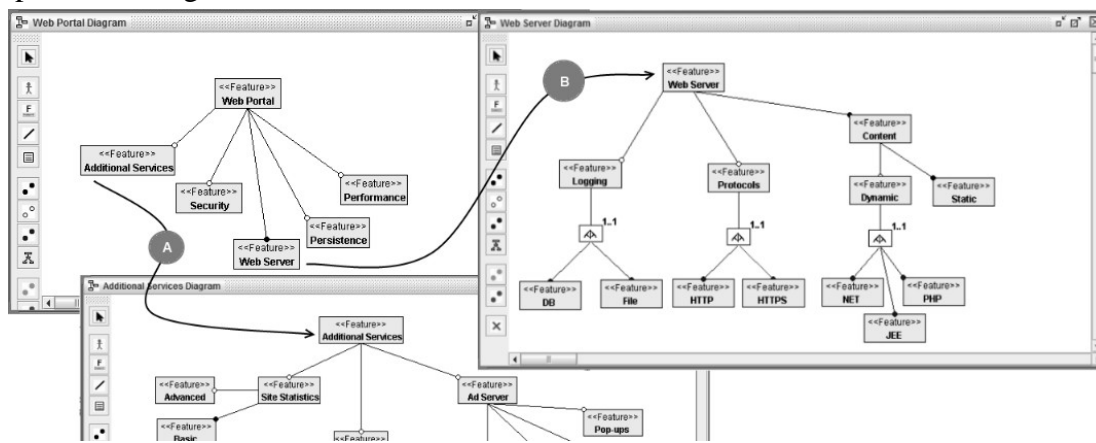 Web Portal Diagram
<<Feature>>
Web Portal
<<Feature>>
Additional Services
<<Feature>>
Security
<<Feature>>
Performance
<<Feature>>
Persistence
<<Feature>>
Web Server
A
B
Web Server Diagram
<<Feature>>
Web Server
<<Feature>>
Content
<<Feature>>
Logging
<<Feature>>
Protocols
<<Feature>>
Dynamic
<<Feature>>
Static
1..1
1..1
1..1
<<Feature>>
DB
<<Feature>>
File
<<Feature>>
HTTP
<<Feature>>
HTTPS
<<Feature>>
NET
<<Feature>>
PHP
<<Feature>>
JEE
Additional Services Diagram
<<Feature>>
Additional Services
<<Feature>>
Advanced
<<Feature>>
Site Statistics
<<Feature>>
Ad Server
<<Feature>>
Pop-ups
<<Feature>>
Basic
<<Feature>>